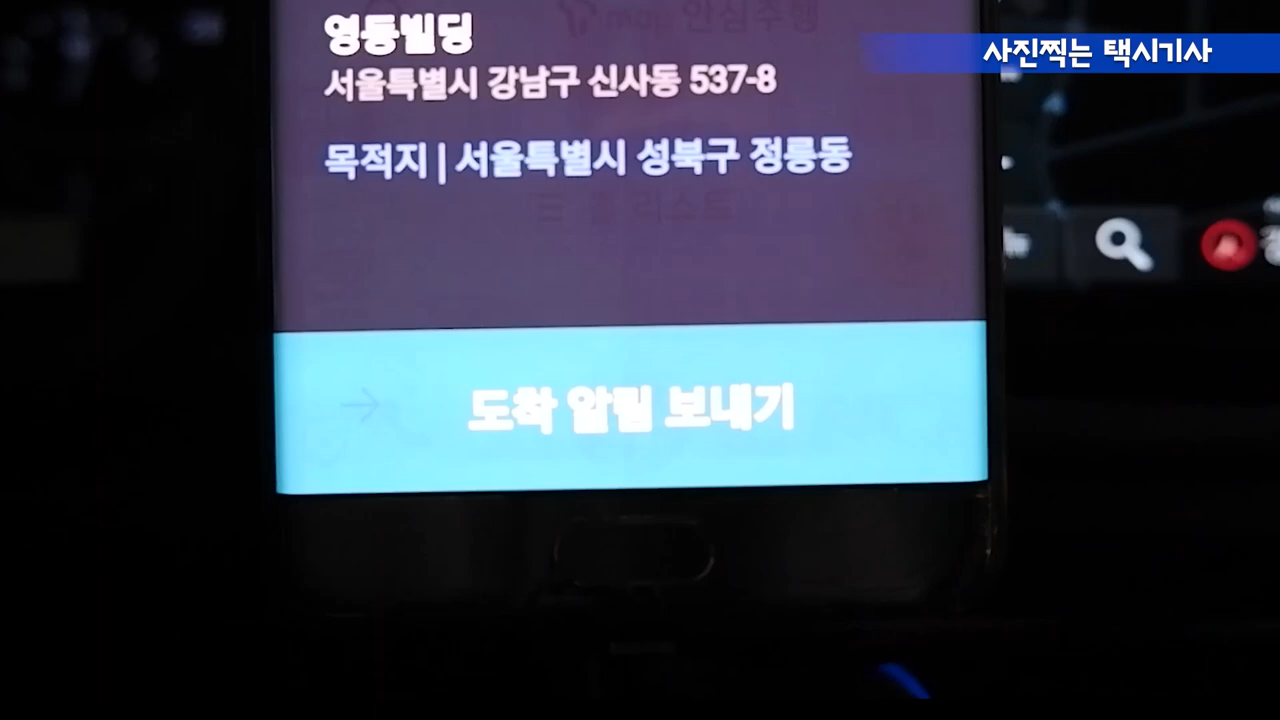 사진찍는 택시기사
영동빌딩
서울특별시 강남구 신사동 537-8
목적지 | 서울특별시 성북구 정릉동
도착 알림 보내기